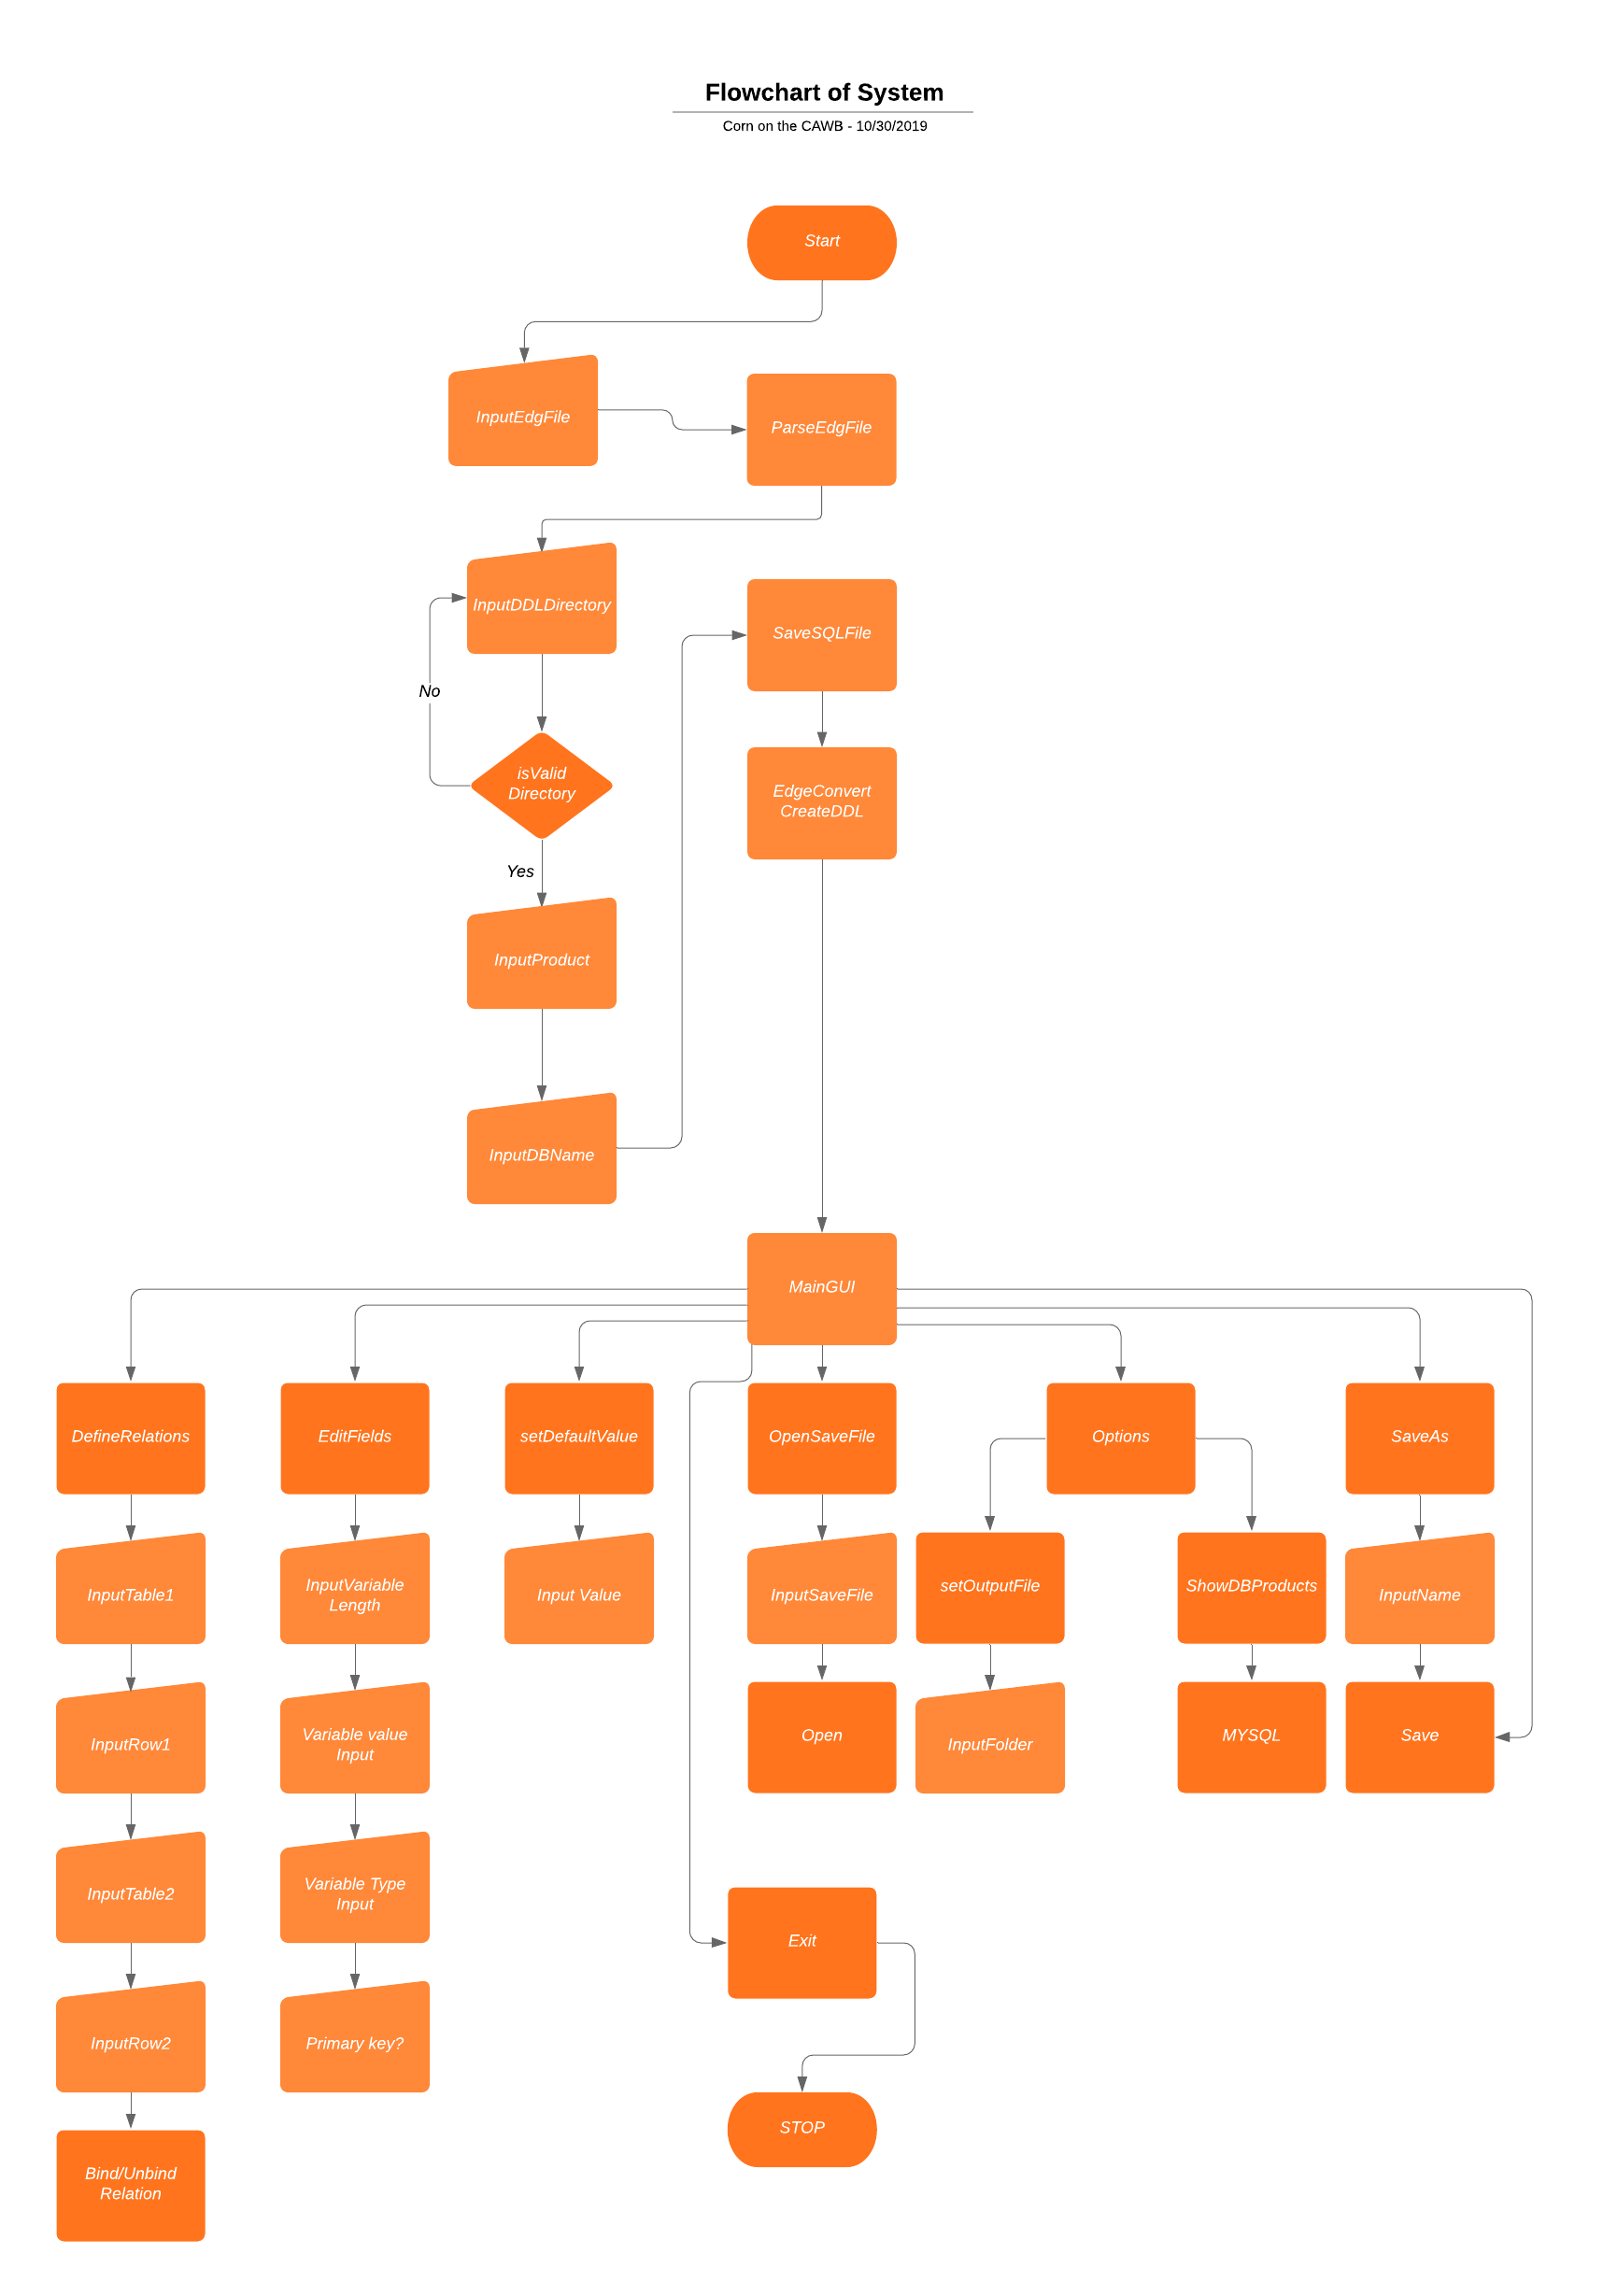 Flowchart of System
Corn on the CAWB - 10/30/2019
Start
InputEdgFile
ParseEdgFile
InputDDLDirectory
SaveSQLFile
No
isValid
Directory
EdgeConvert
CreateDDL
Yes
InputProduct
InputDBName
MainGUI
DefineRelations
EditFields
setDefaultValue
OpenSaveFile
Options
SaveAs
InputTable1
InputVariable
Length
Input Value
InputSaveFile
setOutputFile
ShowDBProducts
InputName
InputRow1
Variable value
Input
Open
InputFolder
MYSQL
Save
InputTable2
Variable Type
Input
Exit
InputRow2
Primary key?
STOP
Bind/Unbind
Relation